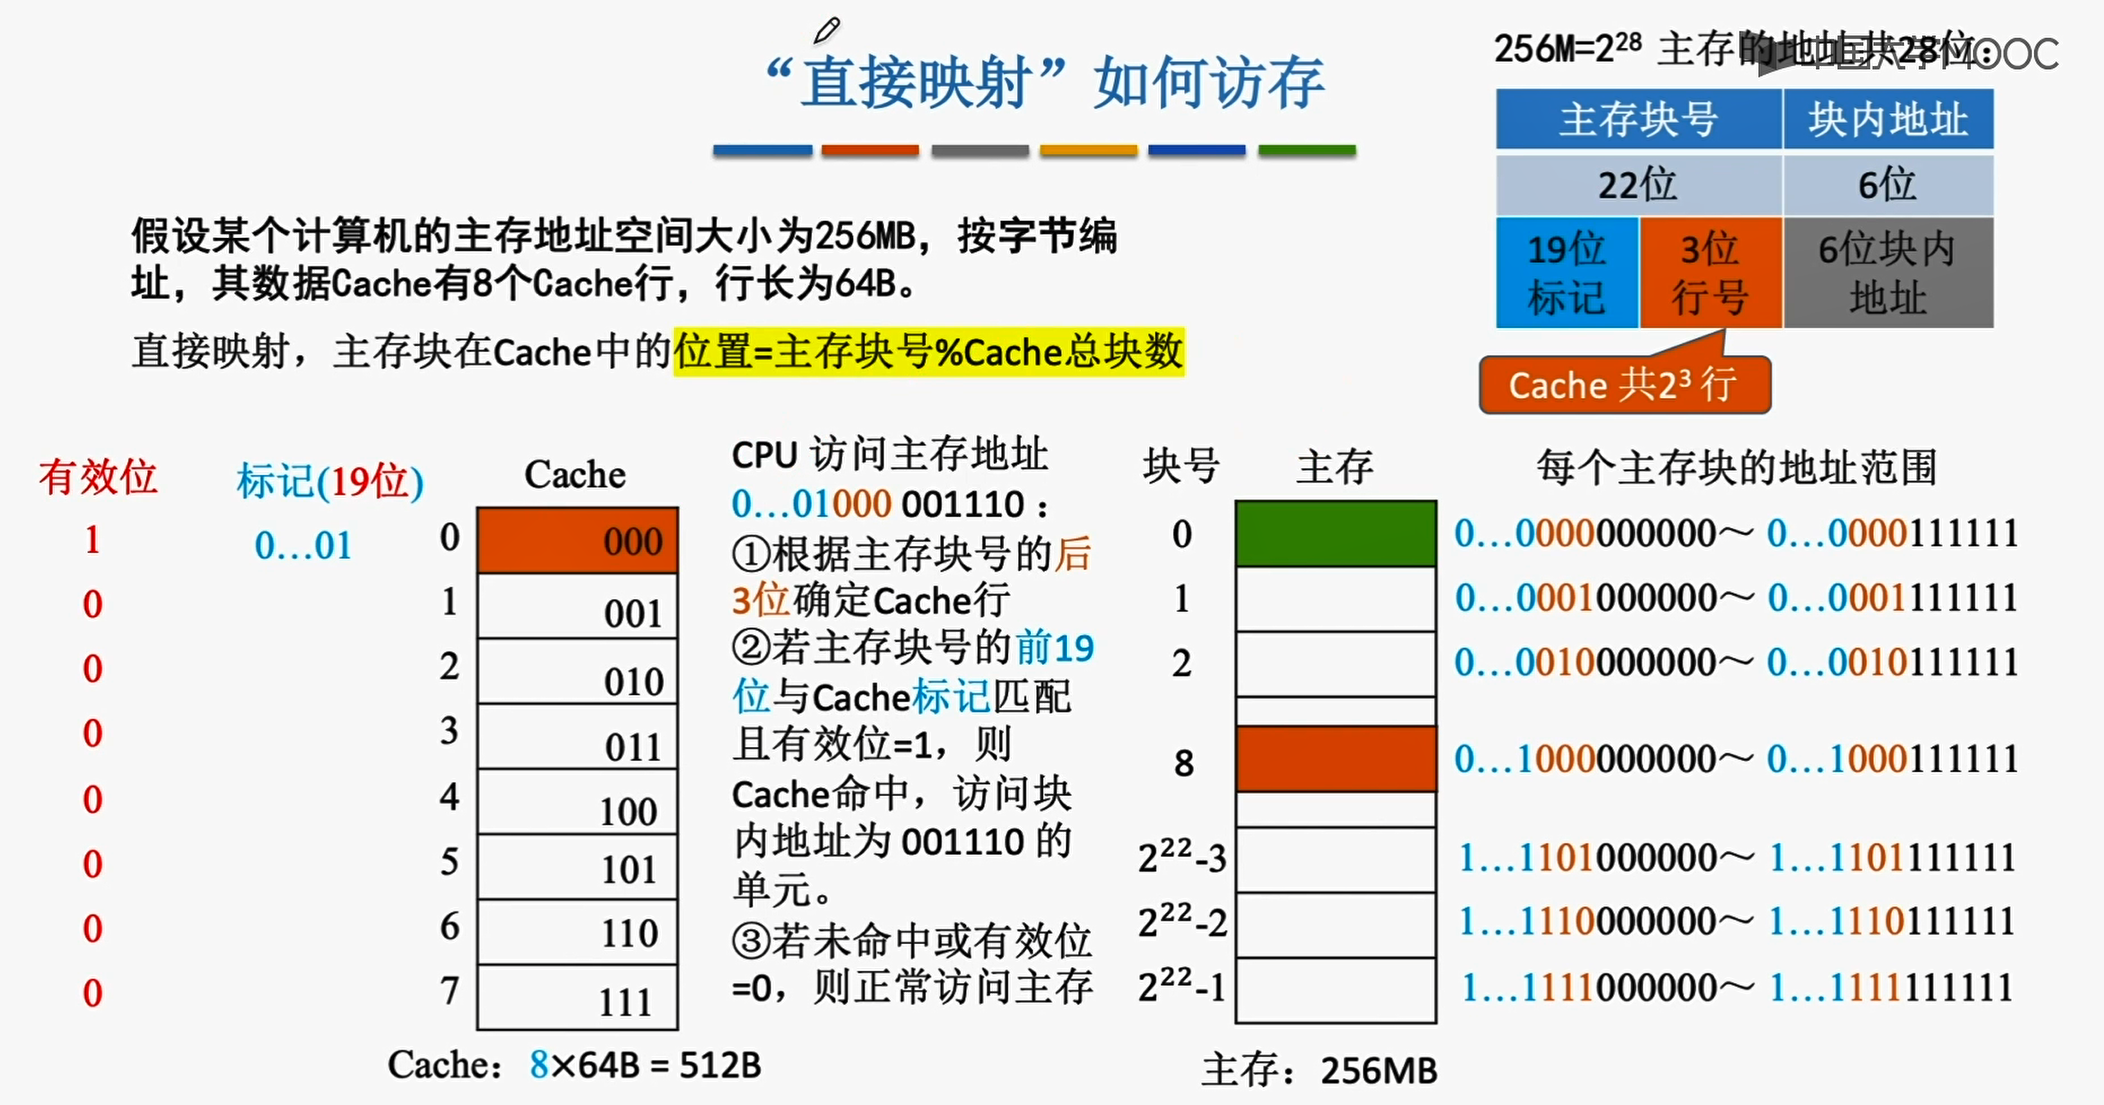 “直接映射”如何访存
256M=2²⁸ 主存的地址共28位：
中国大学MOOC
主存块号 块内地址
22位 6位
19位标记 3位行号 6位块内地址
Cache 共2³ 行
假设某个计算机的主存地址空间大小为256MB，按字节编
址，其数据Cache有8个Cache行，行长为64B。
直接映射，主存块在Cache中的位置=主存块号%Cache总块数
有效位 标记(19位) Cache
1 0…01 0 000
0 1 001
0 2 010
0 3 011
0 4 100
0 5 101
0 6 110
0 7 111
Cache：8×64B = 512B
CPU 访问主存地址
0…01000 001110：
①根据主存块号的后
3位确定Cache行
②若主存块号的前19
位与Cache标记匹配
且有效位=1，则
Cache命中，访问块
内地址为 001110 的
单元。
③若未命中或有效位
=0，则正常访问主存
块号 主存 每个主存块的地址范围
0 0…0000000000～ 0…0000111111
1 0…0001000000～ 0…0001111111
2 0…0010000000～ 0…0010111111
8 0…1000000000～ 0…1000111111
2²²-3 1…1101000000～ 1…1101111111
2²²-2 1…1110000000～ 1…1110111111
2²²-1 1…1111000000～ 1…1111111111
主存：256MB